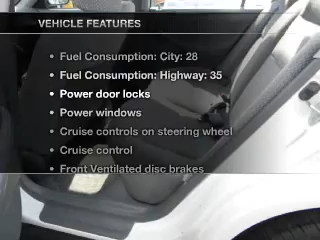 VEHICLE FEATURES
• Fuel Consumption: City: 28
• Fuel Consumption: Highway: 35
• Power door locks
• Power windows
• Cruise controls on steering wheel
• Cruise control
• Front Ventilated disc brakes